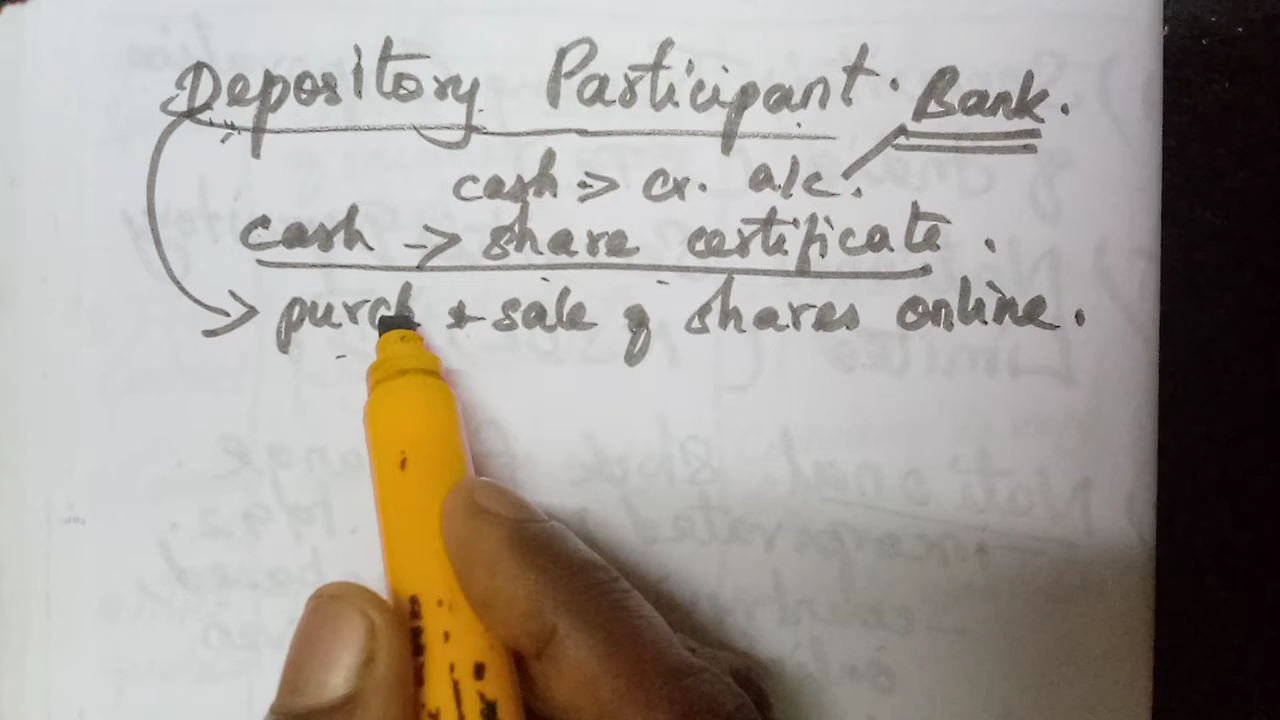 Depository Participant. Bank.
cash -> cr. a/c.
cash -> share certificate.
-> purch + sale of shares online.